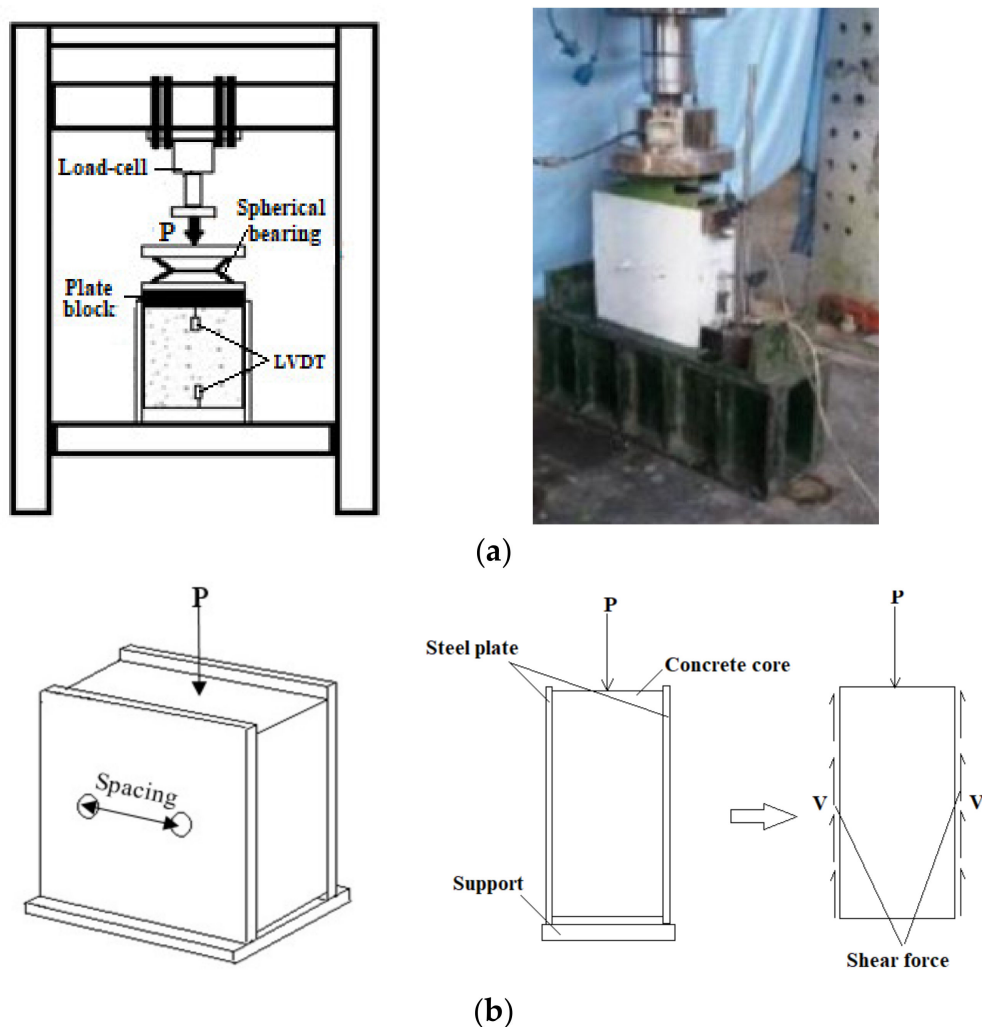 Load-cell
P
Spherical
bearing
Plate
block
LVDT
(a)
P
Spacing
P
Steel plate
Concrete core
Support
P
V
V
Shear force
(b)